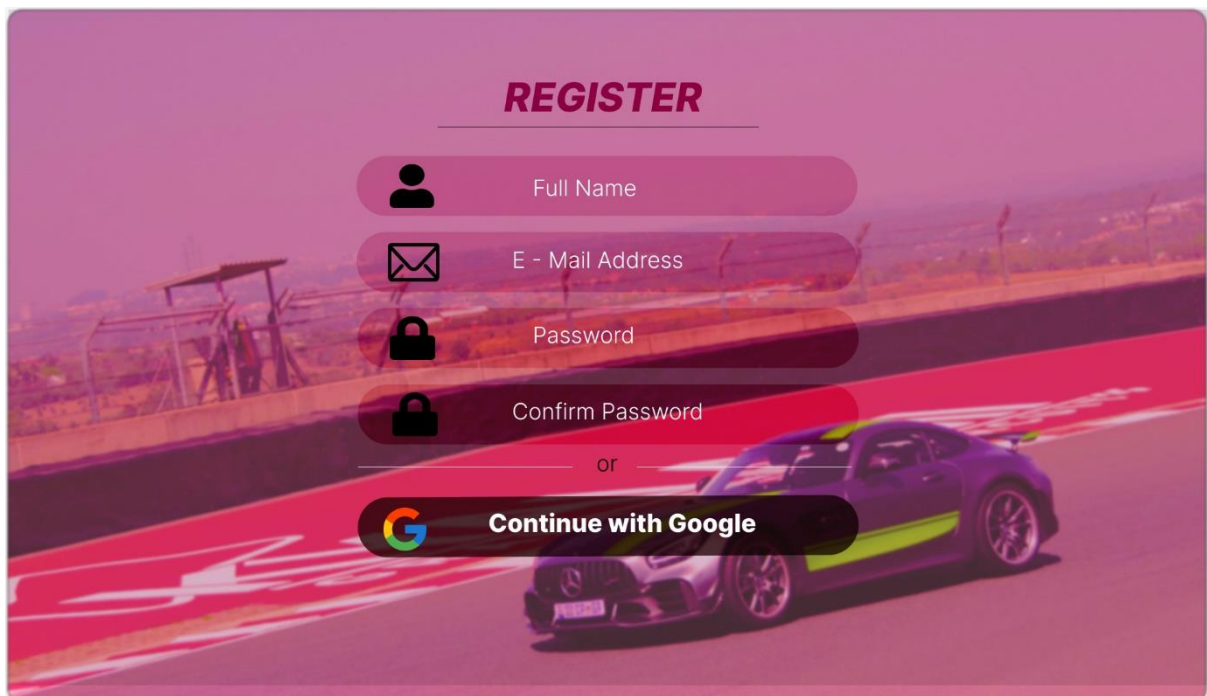 REGISTER
Full Name
E - Mail Address
Password
Confirm Password
or
Continue with Google